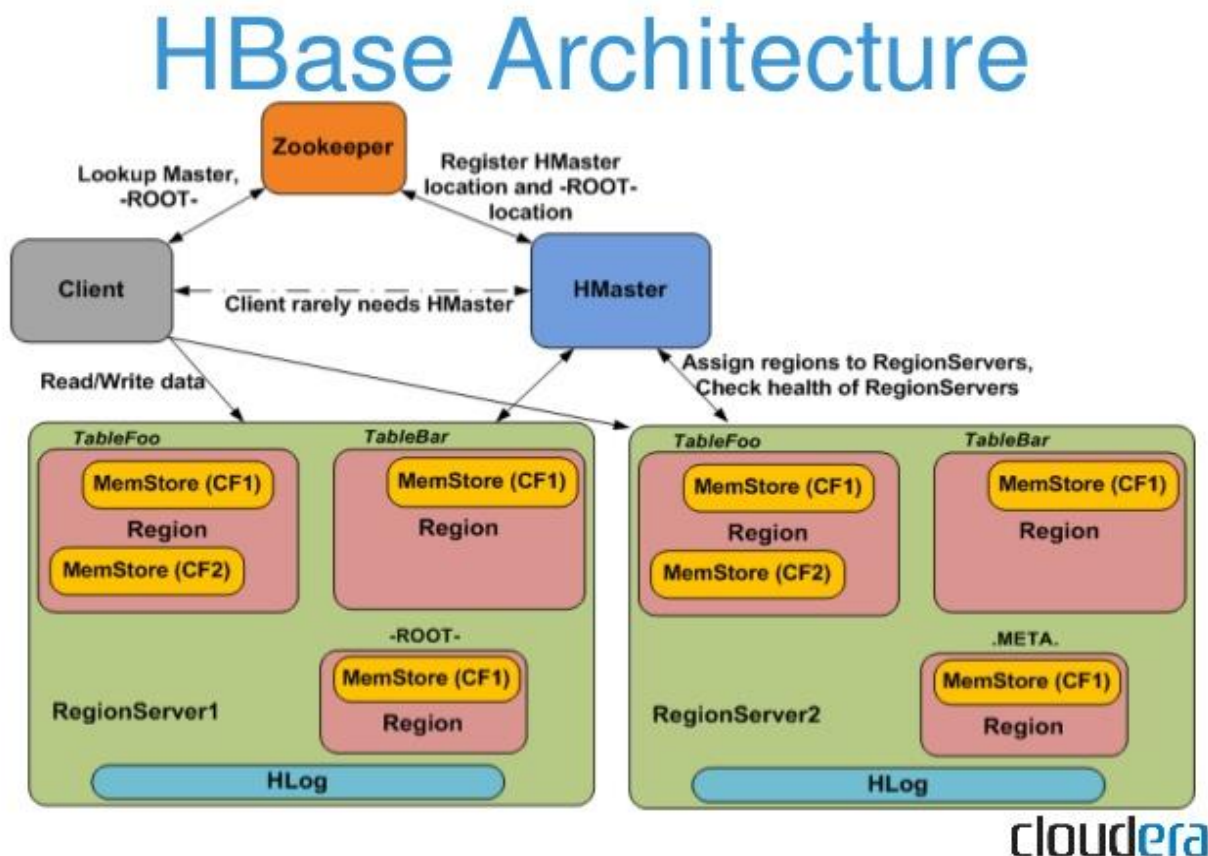 HBase Architecture
Zookeeper
Lookup Master,
-ROOT-
Register HMaster
location and -ROOT-
location
Client
Client rarely needs HMaster
HMaster
Read/Write data
Assign regions to RegionServers,
Check health of RegionServers
TableFoo
MemStore (CF1)
Region
MemStore (CF2)
TableBar
MemStore (CF1)
Region
-ROOT-
MemStore (CF1)
Region
RegionServer1
HLog
TableFoo
MemStore (CF1)
Region
MemStore (CF2)
TableBar
MemStore (CF1)
Region
.META.
MemStore (CF1)
Region
RegionServer2
HLog
cloudera